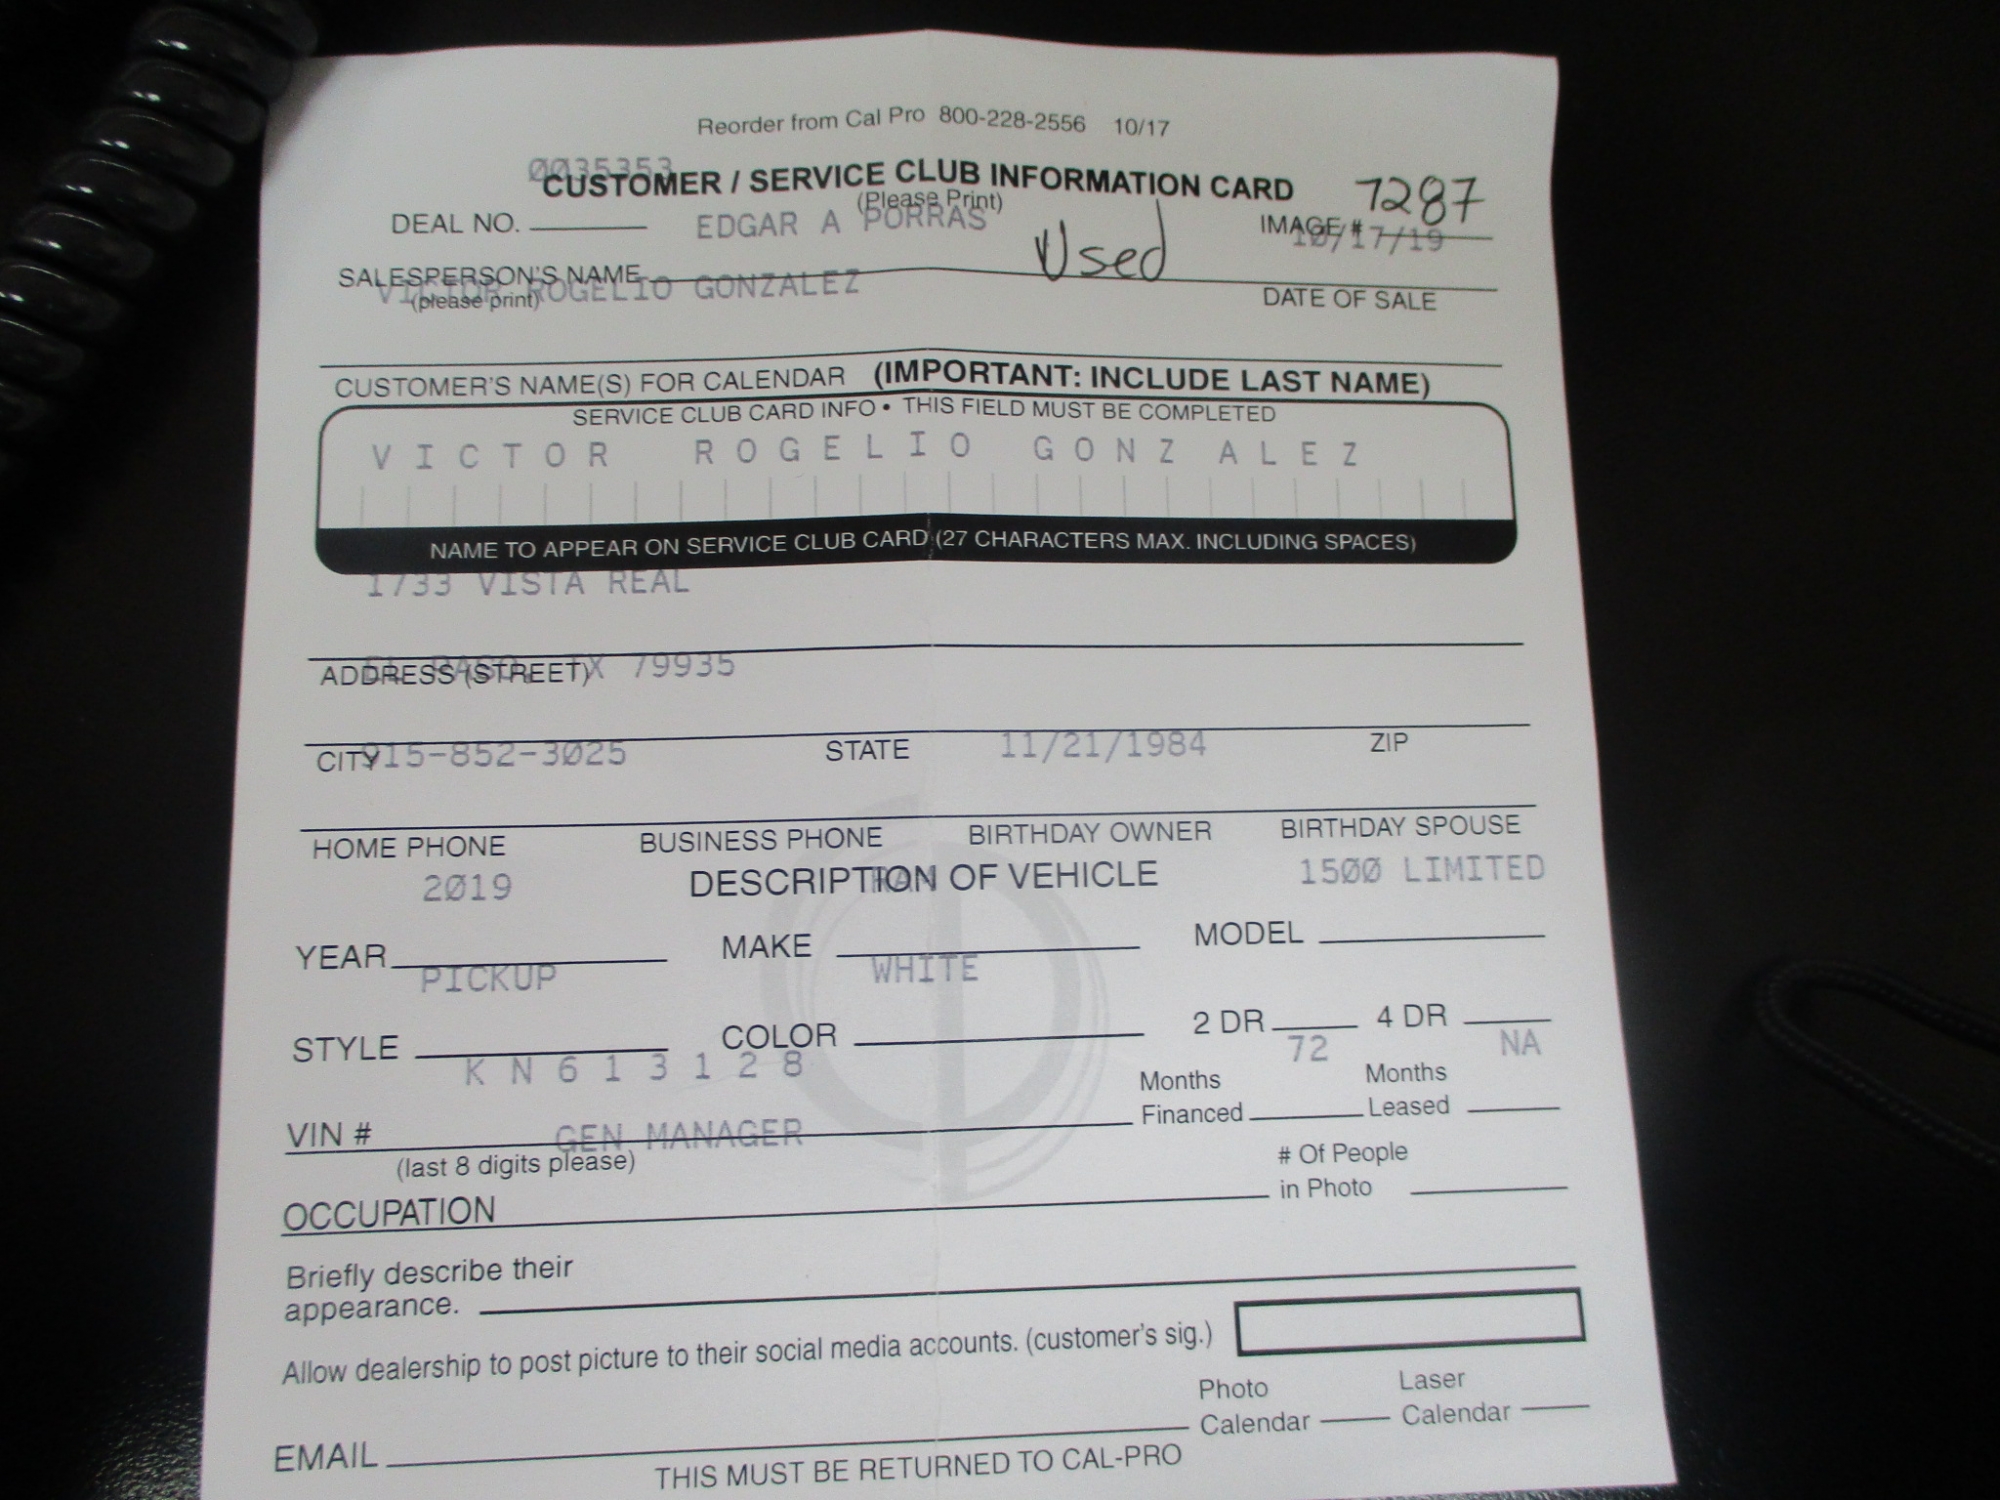 Reorder from Cal Pro 800-228-2556 10/17
0035353
CUSTOMER / SERVICE CLUB INFORMATION CARD
(Please Print)
7287
DEAL NO. EDGAR A PORRAS Used IMAGE #
10/17/19
SALESPERSON'S NAME
(please print)
VICTOR ROGELIO GONZALEZ
DATE OF SALE
CUSTOMER'S NAME(S) FOR CALENDAR (IMPORTANT: INCLUDE LAST NAME)
SERVICE CLUB CARD INFO • THIS FIELD MUST BE COMPLETED
VICTOR ROGELIO GONZALEZ
NAME TO APPEAR ON SERVICE CLUB CARD (27 CHARACTERS MAX. INCLUDING SPACES)
1733 VISTA REAL
ADDRESS (STREET)
EL PASO, TX 79935
CITY STATE ZIP
915-852-3025 11/21/1984
HOME PHONE BUSINESS PHONE BIRTHDAY OWNER BIRTHDAY SPOUSE
DESCRIPTION OF VEHICLE
2019 RAM 1500 LIMITED
YEAR MAKE MODEL
PICKUP WHITE
STYLE COLOR 2 DR 4 DR
72 NA
KN613128
VIN # Months Financed Months Leased
(last 8 digits please)
GEN MANAGER
OCCUPATION # Of People in Photo
Briefly describe their
appearance.
Allow dealership to post picture to their social media accounts. (customer's sig.)
EMAIL Photo Calendar Laser Calendar
THIS MUST BE RETURNED TO CAL-PRO